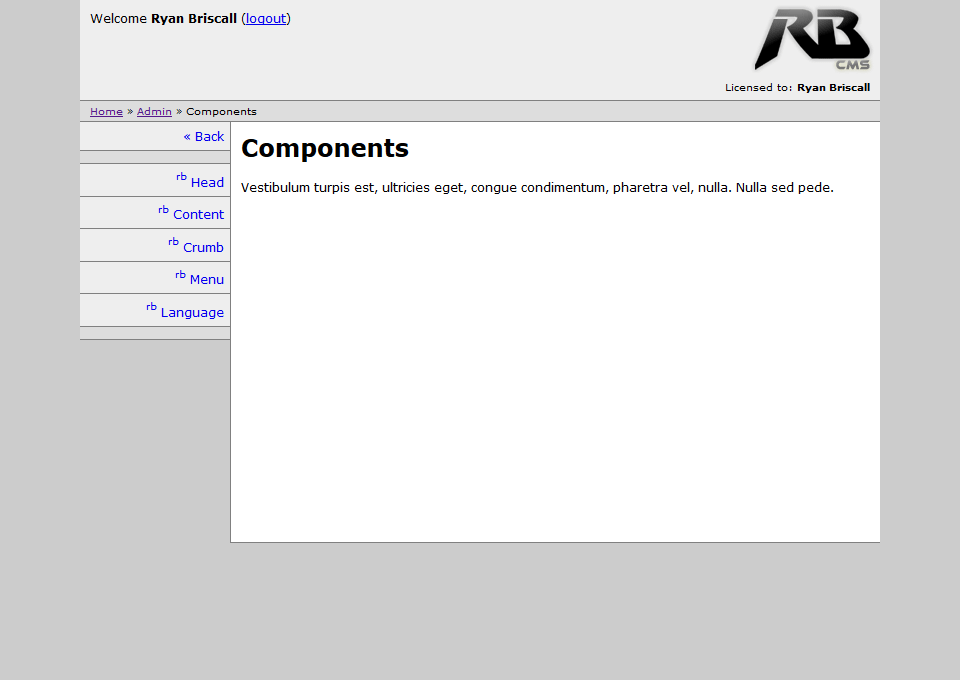 Welcome Ryan Briscall (logout)
RB
CMS
Licensed to: Ryan Briscall
Home » Admin » Components
« Back
rb Head
rb Content
rb Crumb
rb Menu
rb Language
Components
Vestibulum turpis est, ultricies eget, congue condimentum, pharetra vel, nulla. Nulla sed pede.